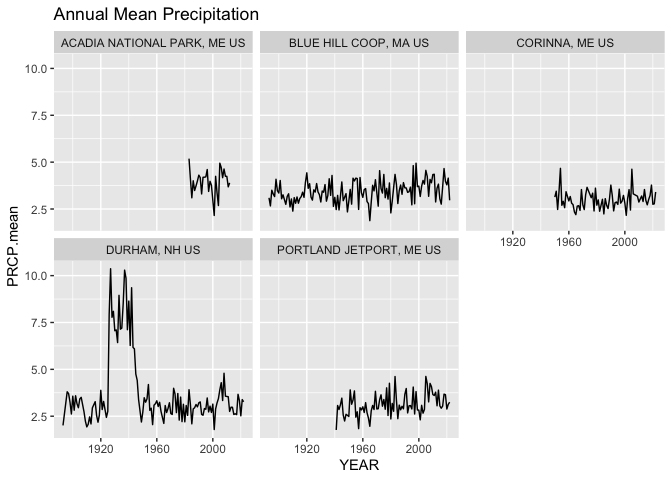 Annual Mean Precipitation
ACADIA NATIONAL PARK, ME US
BLUE HILL COOP, MA US
CORINNA, ME US
10.0
7.5
5.0
2.5
1920 1960 2000
DURHAM, NH US
PORTLAND JETPORT, ME US
10.0
7.5
5.0
2.5
1920 1960 2000
1920 1960 2000
PRCP.mean
YEAR